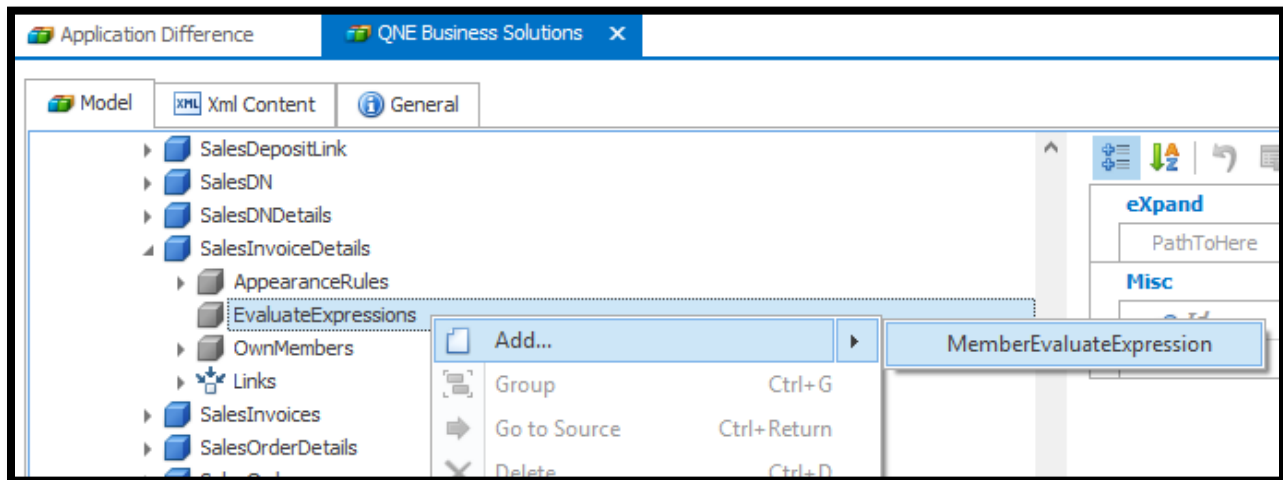 Application Difference
QNE Business Solutions
Model
XML Xml Content
General
SalesDepositLink
SalesDN
SalesDNDetails
SalesInvoiceDetails
AppearanceRules
EvaluateExpressions
OwnMembers
Links
SalesInvoices
SalesOrderDetails
Add...
Group Ctrl+G
Go to Source Ctrl+Return
Delete Ctrl+D
MemberEvaluateExpression
eXpand
PathToHere
Misc